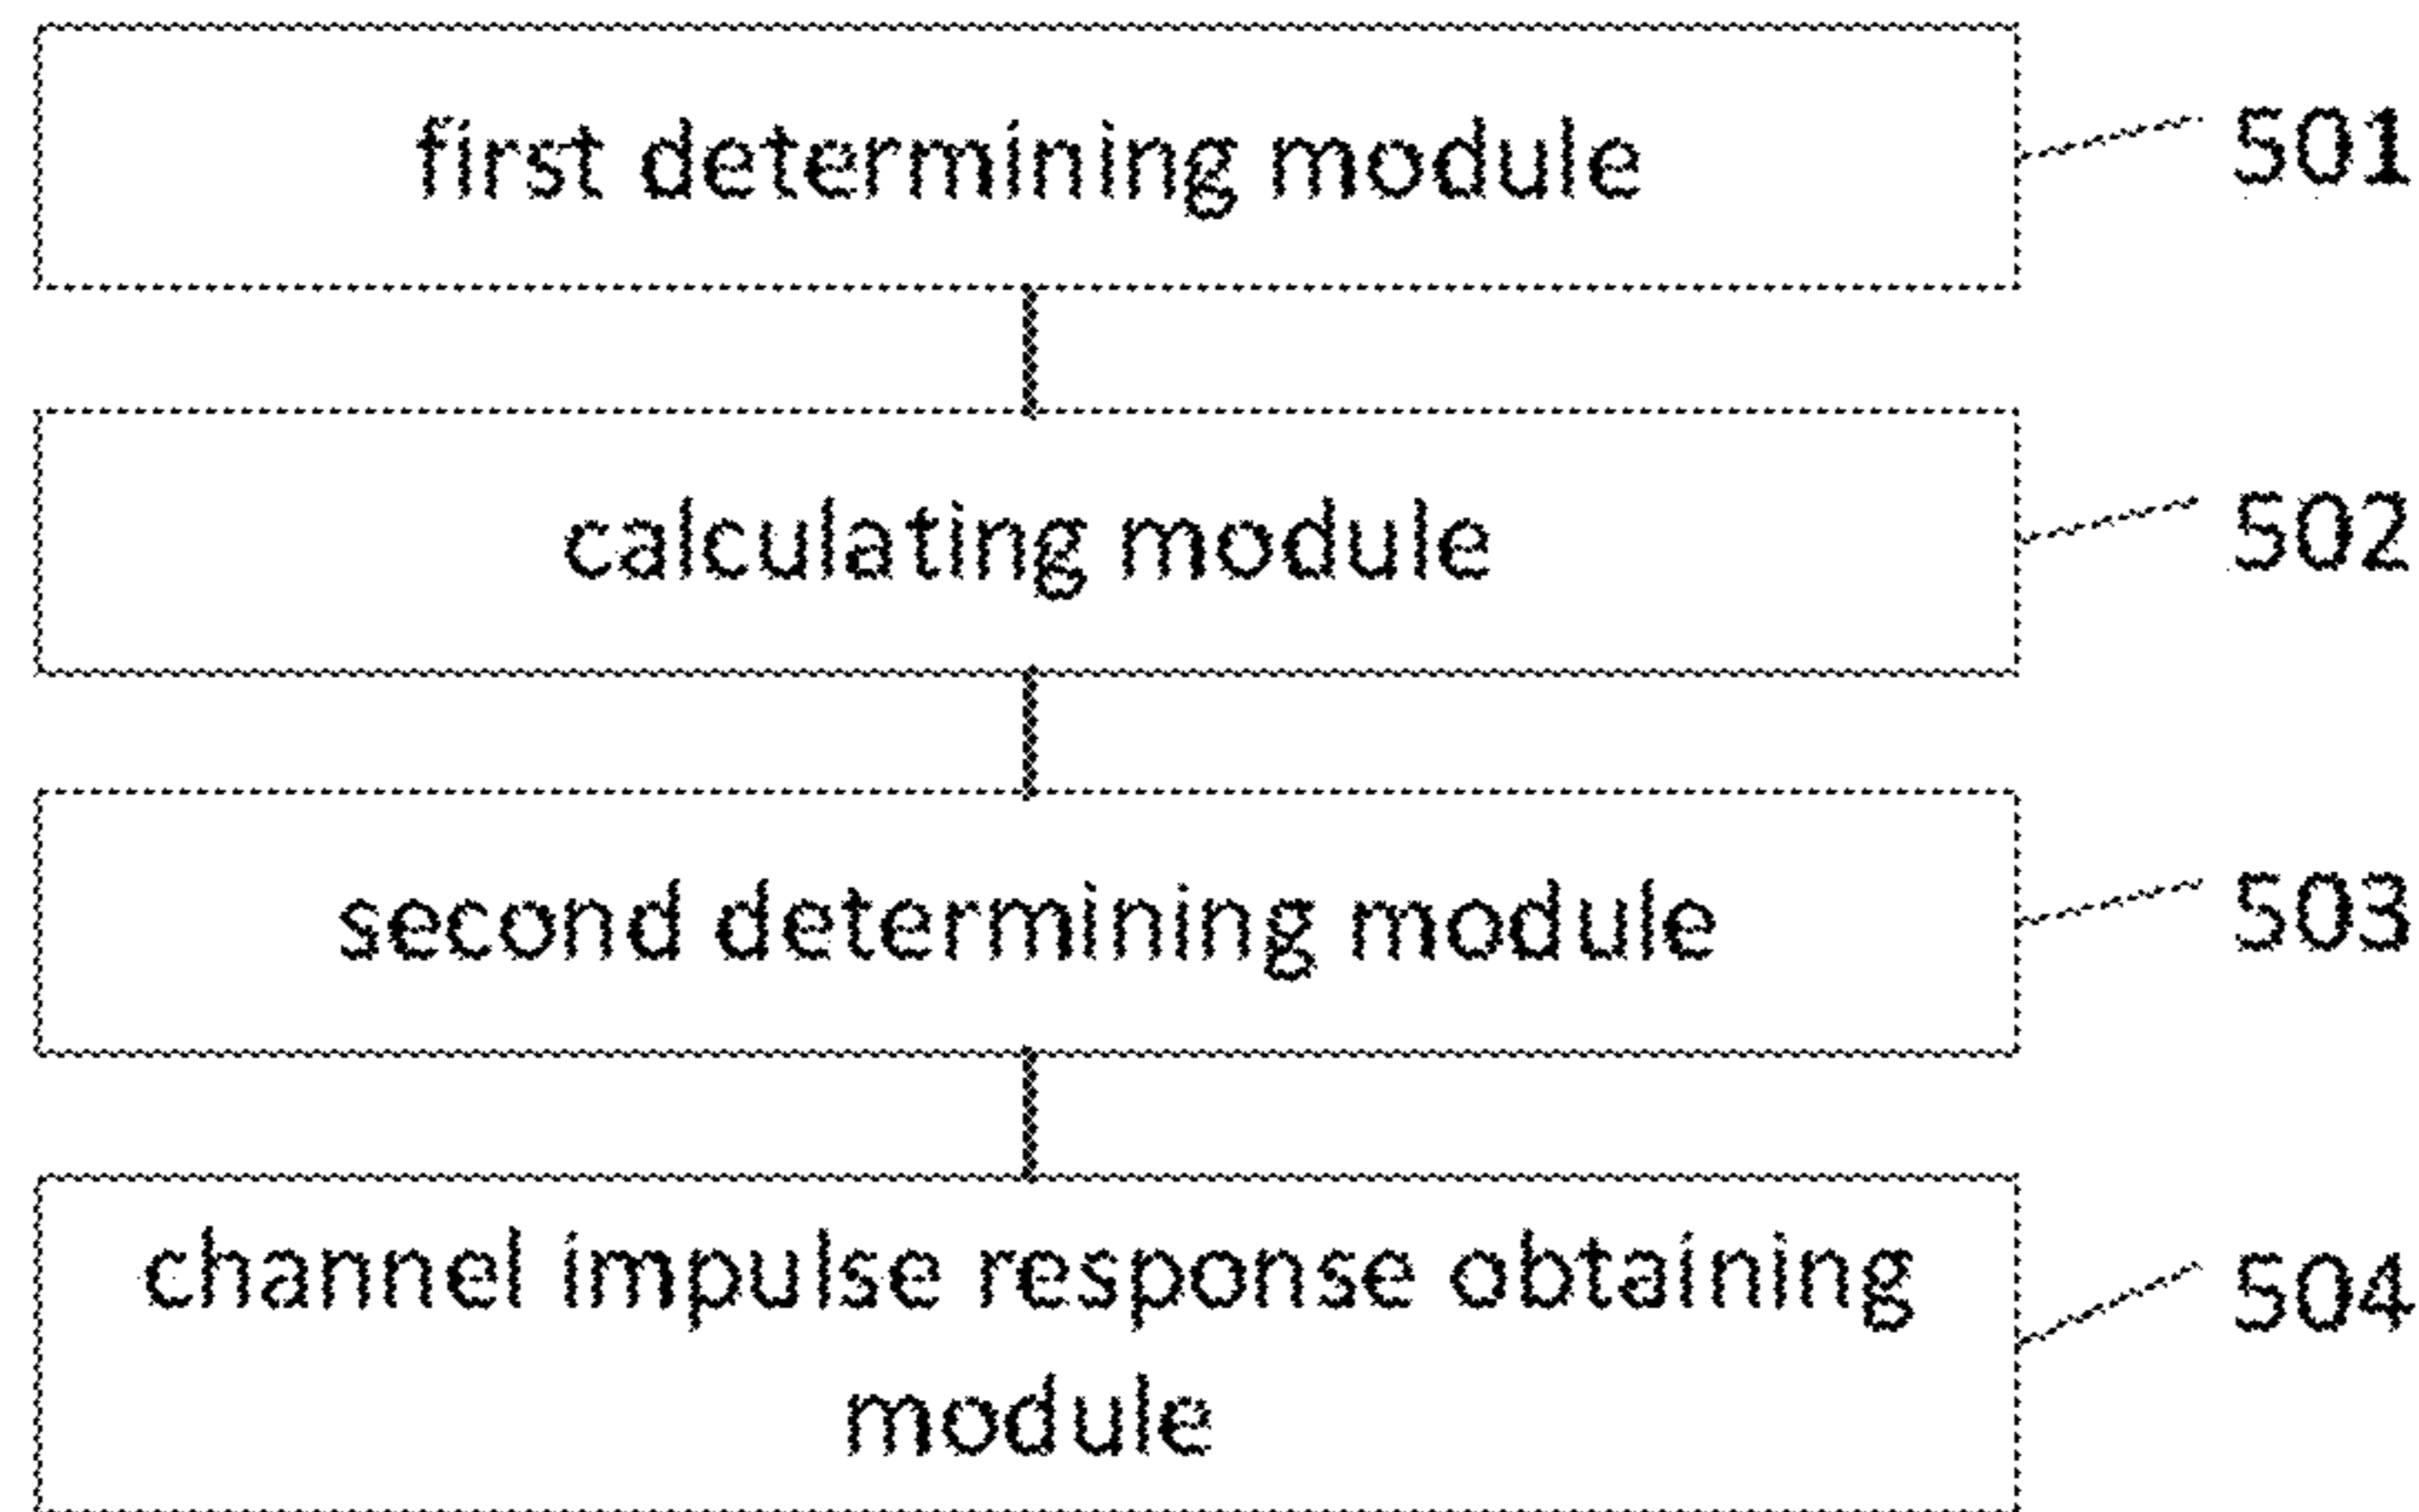 first determining module
501
calculating module
502
second determining module
503
channel impulse response obtaining
module
504